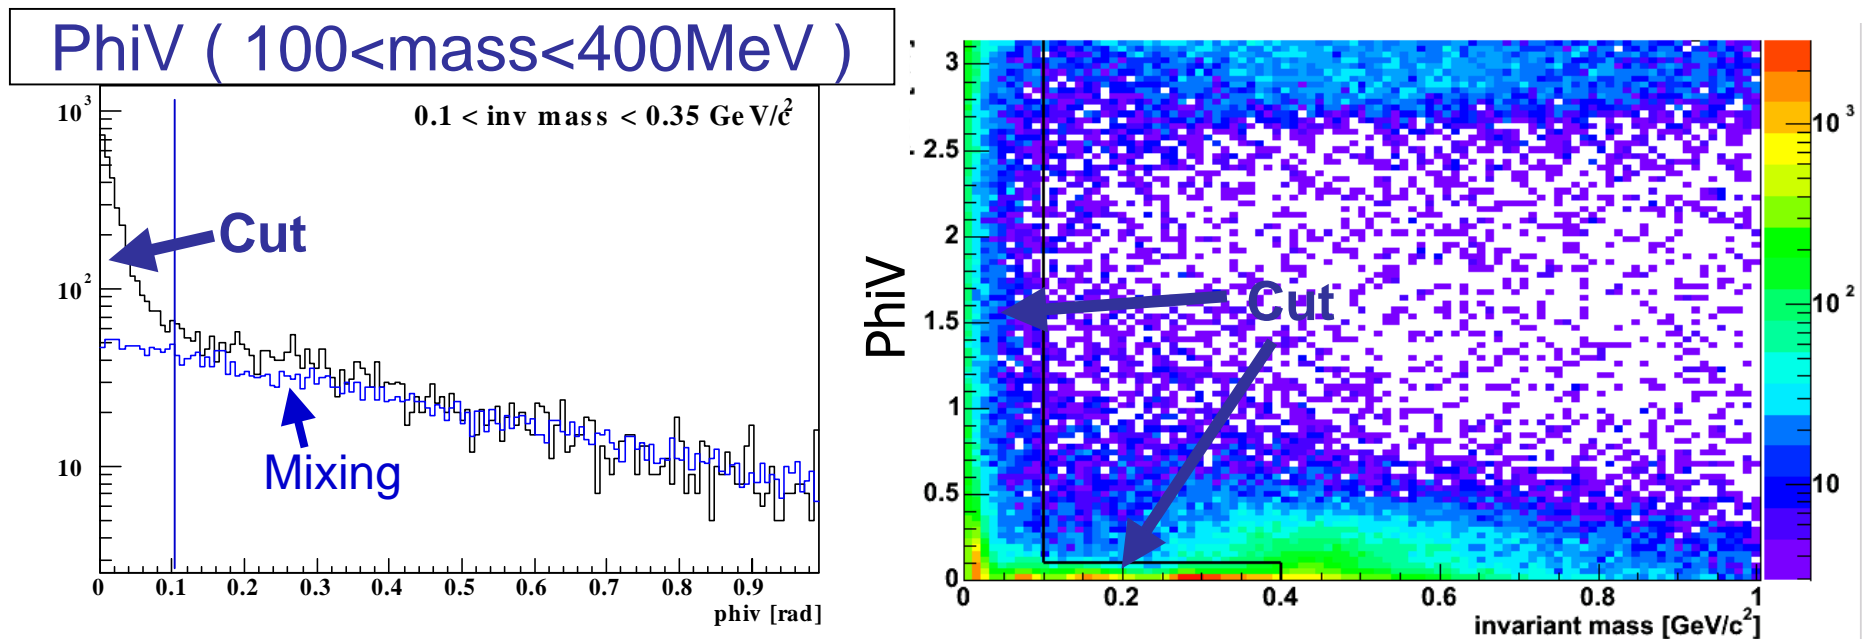 PhiV ( 100<mass<400MeV )
0.1 < inv mass < 0.35 GeV/c²
10³
10²
10
Cut
Mixing
0 0.1 0.2 0.3 0.4 0.5 0.6 0.7 0.8 0.9
phiv [rad]
PhiV
3
2.5
2
1.5
1
0.5
0
Cut
0 0.2 0.4 0.6 0.8 1
invariant mass [GeV/c²]
10³
10²
10